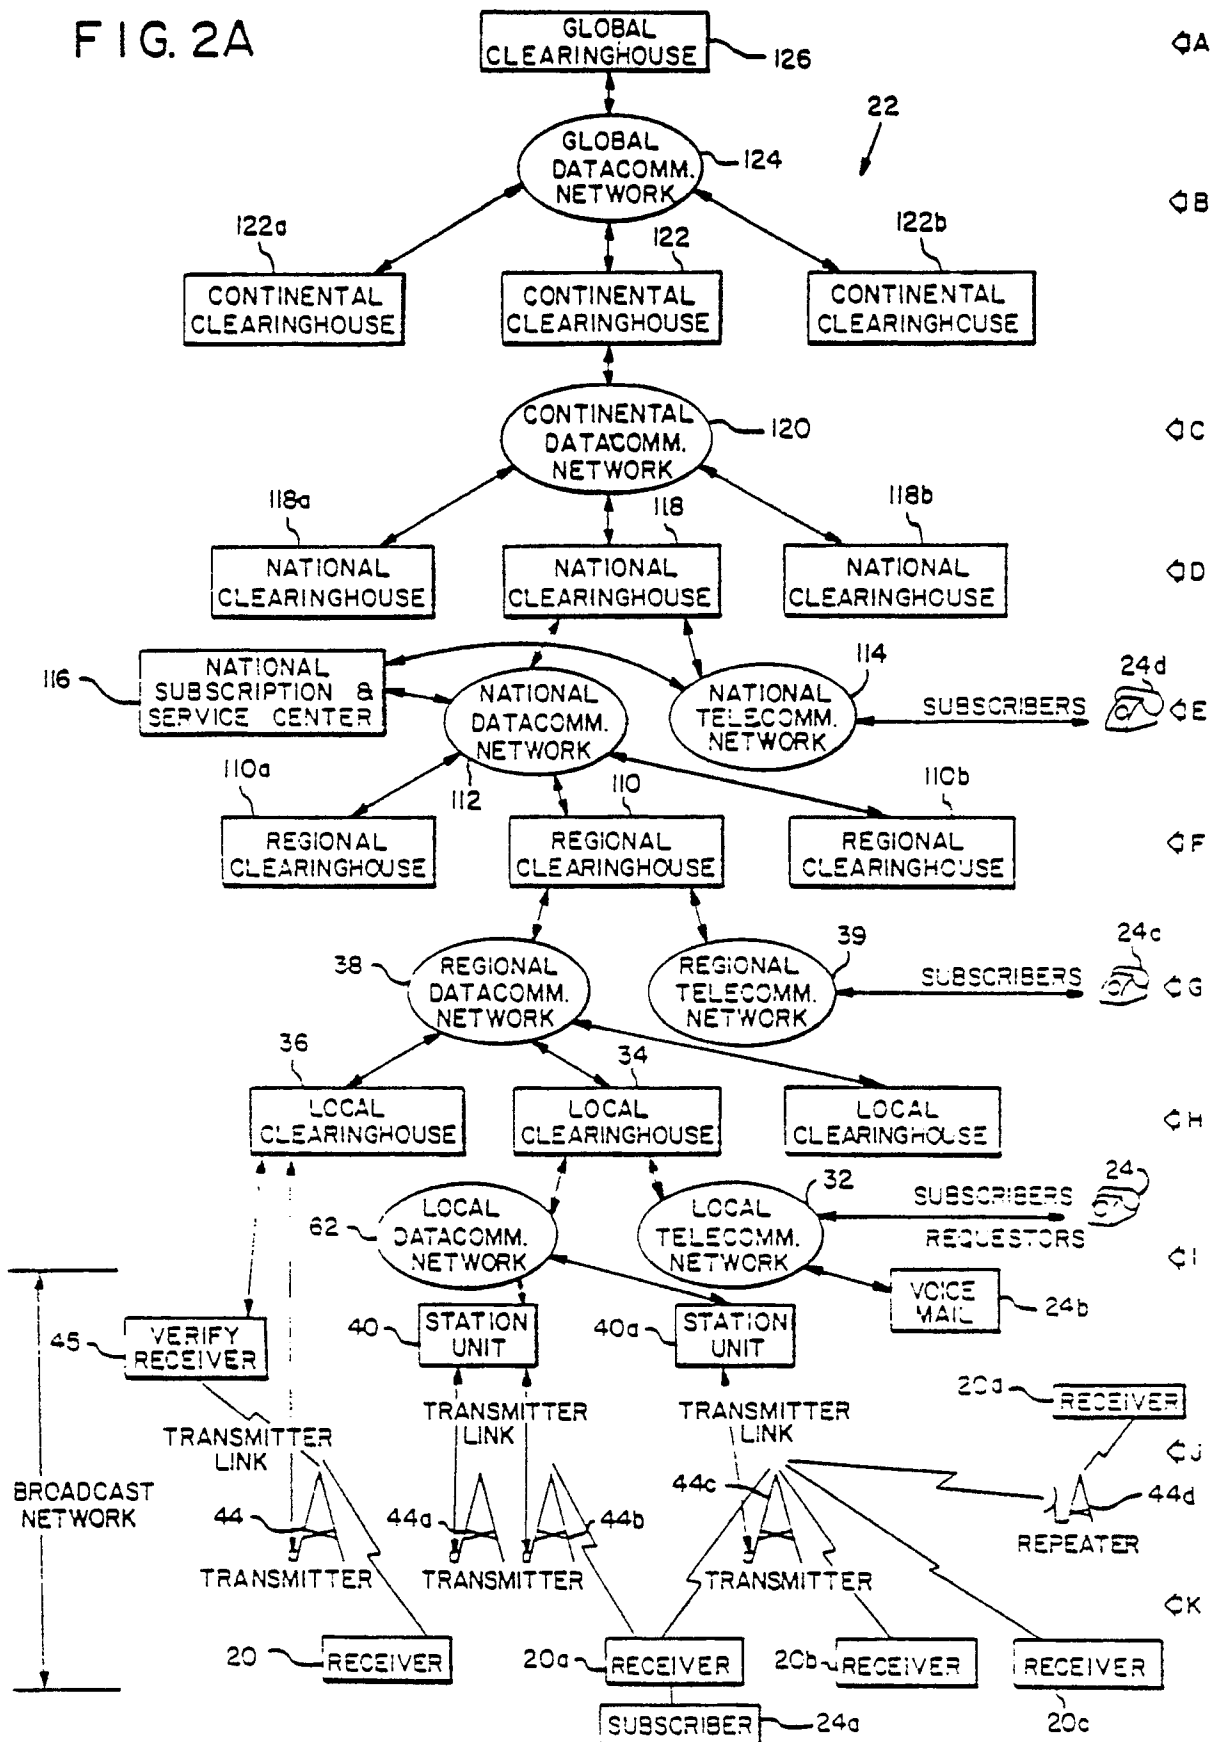 FIG. 2A
GLOBAL
CLEARINGHOUSE
126
A
22
GLOBAL
DATACOMM.
NETWORK
124
B
122a
122
122b
CONTINENTAL
CLEARINGHOUSE
CONTINENTAL
CLEARINGHOUSE
CONTINENTAL
CLEARINGHOUSE
CONTINENTAL
DATACOMM.
NETWORK
120
C
118a
118
118b
NATIONAL
CLEARINGHOUSE
NATIONAL
CLEARINGHOUSE
NATIONAL
CLEARINGHOUSE
D
116
NATIONAL
SUBSCRIPTION &
SERVICE CENTER
NATIONAL
DATACOMM.
NETWORK
112
NATIONAL
TELECOMM.
NETWORK
114
SUBSCRIBERS
24d
E
110a
110
110b
REGIONAL
CLEARINGHOUSE
REGIONAL
CLEARINGHOUSE
REGIONAL
CLEARINGHOUSE
F
38
REGIONAL
DATACOMM.
NETWORK
REGIONAL
TELECOMM.
NETWORK
39
SUBSCRIBERS
24c
G
36
34
LOCAL
CLEARINGHOUSE
LOCAL
CLEARINGHOUSE
LOCAL
CLEARINGHOUSE
H
62
LOCAL
DATACOMM.
NETWORK
LOCAL
TELECOMM.
NETWORK
32
SUBSCRIBERS
REQUESTORS
24
I
VOICE
MAIL
24b
45
VERIFY
RECEIVER
40
STATION
UNIT
40a
STATION
UNIT
20d
RECEIVER
TRANSMITTER
LINK
TRANSMITTER
LINK
TRANSMITTER
LINK
J
BROADCAST
NETWORK
44
44a
44b
44c
44d
REPEATER
TRANSMITTER
TRANSMITTER
TRANSMITTER
K
20
RECEIVER
20a
RECEIVER
20b
RECEIVER
RECEIVER
20c
SUBSCRIBER
24a